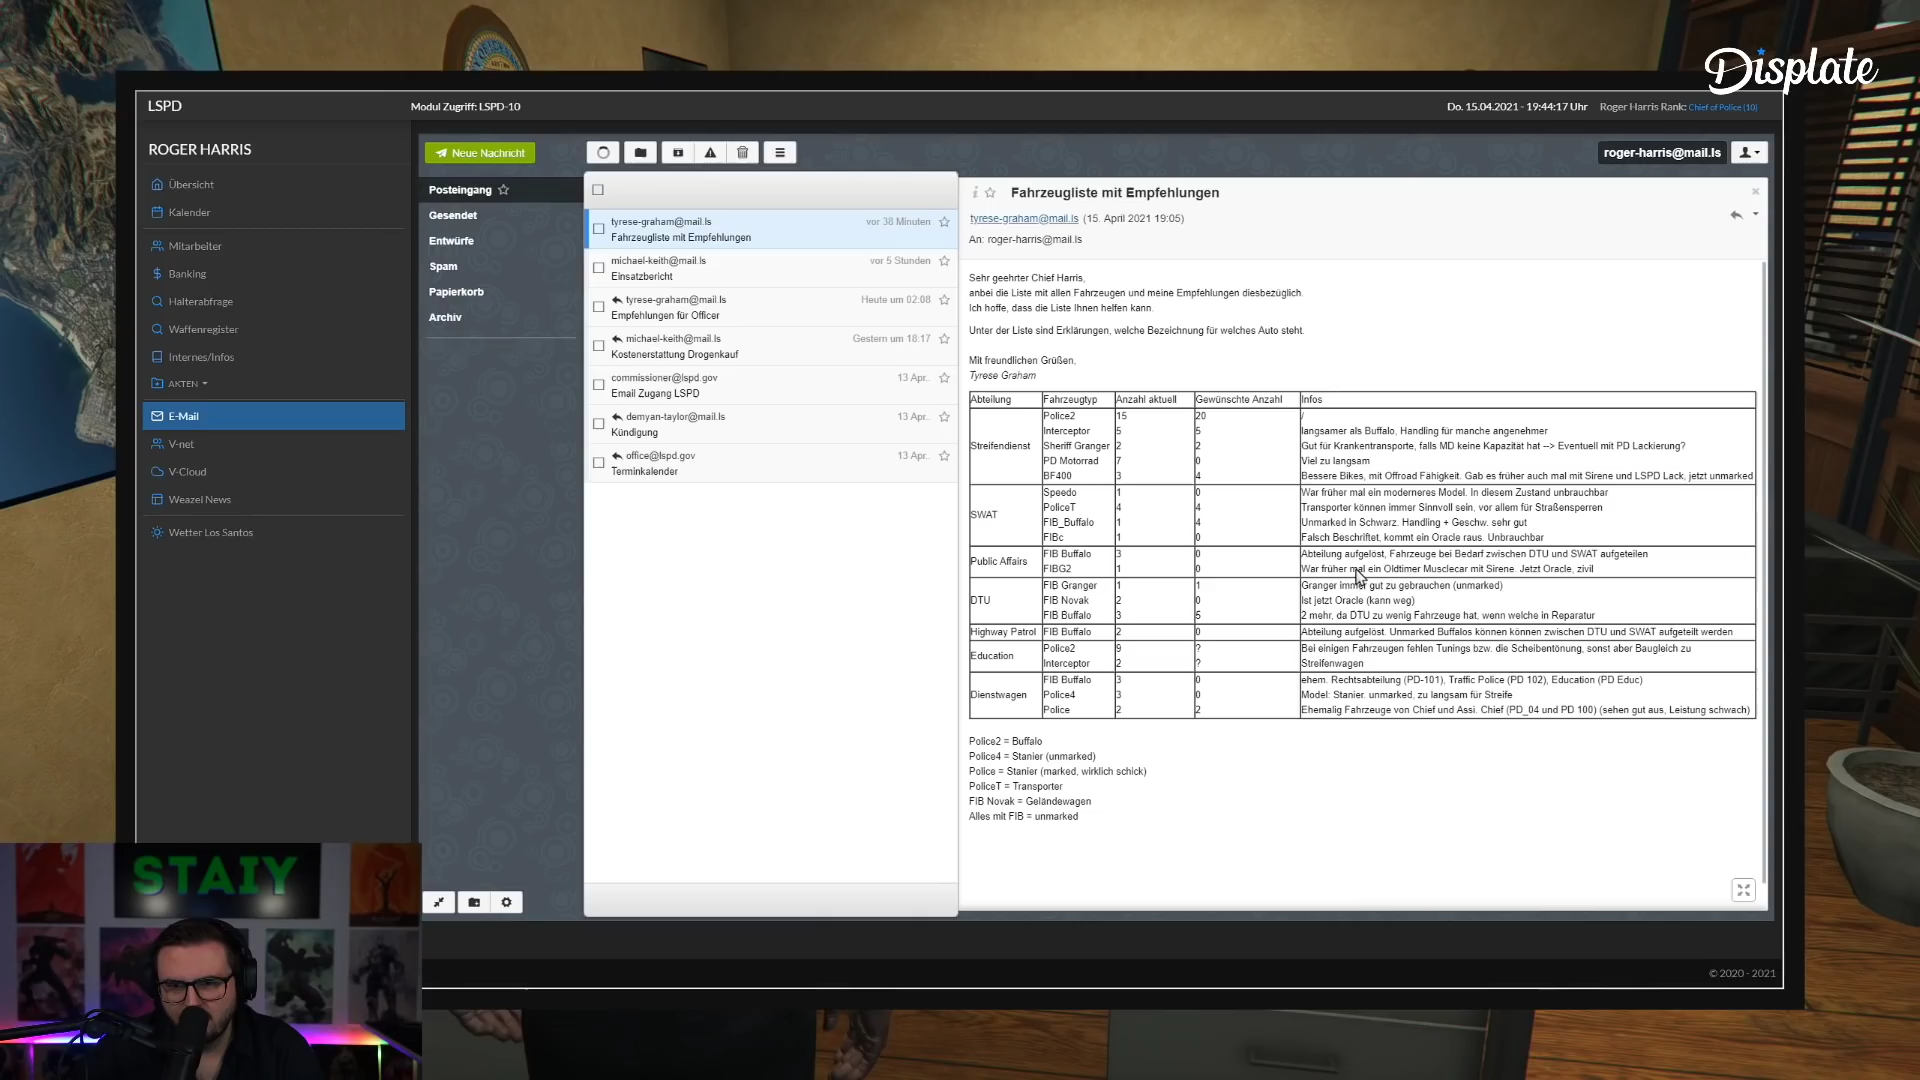 Displate
LSPD
Modul Zugriff: LSPD-10
Do. 15.04.2021 - 19:44:17 Uhr
Roger Harris Rank: Chief of Police (10)
ROGER HARRIS
Übersicht
Kalender
Mitarbeiter
Banking
Halterabfrage
Waffenregister
Internes/Infos
AKTEN
E-Mail
V-net
V-Cloud
Weazel News
Wetter Los Santos
Neue Nachricht
roger-harris@mail.ls
Posteingang
Gesendet
Entwürfe
Spam
Papierkorb
Archiv
tyrese-graham@mail.ls vor 38 Minuten
Fahrzeugliste mit Empfehlungen
michael-keith@mail.ls vor 5 Stunden
Einsatzbericht
tyrese-graham@mail.ls Heute um 02:08
Empfehlungen für Officer
michael-keith@mail.ls Gestern um 18:17
Kostenerstattung Drogenkauf
commissioner@lspd.gov 13 Apr..
Email Zugang LSPD
demyan-taylor@mail.ls 13 Apr..
Kündigung
office@lspd.gov 13 Apr..
Terminkalender
Fahrzeugliste mit Empfehlungen
tyrese-graham@mail.ls (15. April 2021 19:05)
An: roger-harris@mail.ls
Sehr geehrter Chief Harris,
anbei die Liste mit allen Fahrzeugen und meine Empfehlungen diesbezüglich.
Ich hoffe, dass die Liste Ihnen helfen kann.
Unter der Liste sind Erklärungen, welche Bezeichnung für welches Auto steht.
Mit freundlichen Grüßen,
Tyrese Graham
Abteilung Fahrzeugtyp Anzahl aktuell Gewünschte Anzahl Infos
Streifendienst
Police2 15 20 /
Interceptor 5 5 langsamer als Buffalo, Handling für manche angenehmer
Sheriff Granger 2 2 Gut für Krankentransporte, falls MD keine Kapazität hat --> Eventuell mit PD Lackierung?
PD Motorrad 7 0 Viel zu langsam
BF400 3 4 Bessere Bikes, mit Offroad Fähigkeit. Gab es früher auch mal mit Sirene und LSPD Lack, jetzt unmarked
SWAT
Speedo 1 0 War früher mal ein moderneres Model. In diesem Zustand unbrauchbar
PoliceT 4 4 Transporter können immer Sinnvoll sein, vor allem für Straßensperren
FIB_Buffalo 1 4 Unmarked in Schwarz. Handling + Geschw. sehr gut
FIBc 1 0 Falsch Beschriftet, kommt ein Oracle raus. Unbrauchbar
Public Affairs
FIB Buffalo 3 0 Abteilung aufgelöst, Fahrzeuge bei Bedarf zwischen DTU und SWAT aufgeteilen
FIBG2 1 0 War früher mal ein Oldtimer Musclecar mit Sirene. Jetzt Oracle, zivil
DTU
FIB Granger 1 1 Granger immer gut zu gebrauchen (unmarked)
FIB Novak 2 0 Ist jetzt Oracle (kann weg)
FIB Buffalo 3 5 2 mehr, da DTU zu wenig Fahrzeuge hat, wenn welche in Reparatur
Highway Patrol FIB Buffalo 2 0 Abteilung aufgelöst. Unmarked Buffalos können können zwischen DTU und SWAT aufgeteilt werden
Education
Police2 9 ? Bei einigen Fahrzeugen fehlen Tunings bzw. die Scheibentönung, sonst aber Baugleich zu
Interceptor 2 ? Streifenwagen
Dienstwagen
FIB Buffalo 3 0 ehem. Rechtsabteilung (PD-101), Traffic Police (PD 102), Education (PD Educ)
Police4 3 0 Model: Stanier. unmarked, zu langsam für Streife
Police 2 2 Ehemalig Fahrzeuge von Chief und Assi. Chief (PD_04 und PD 100) (sehen gut aus, Leistung schwach)
Police2 = Buffalo
Police4 = Stanier (unmarked)
Police = Stanier (marked, wirklich schick)
PoliceT = Transporter
FIB Novak = Geländewagen
Alles mit FIB = unmarked
© 2020 - 2021
STAIY